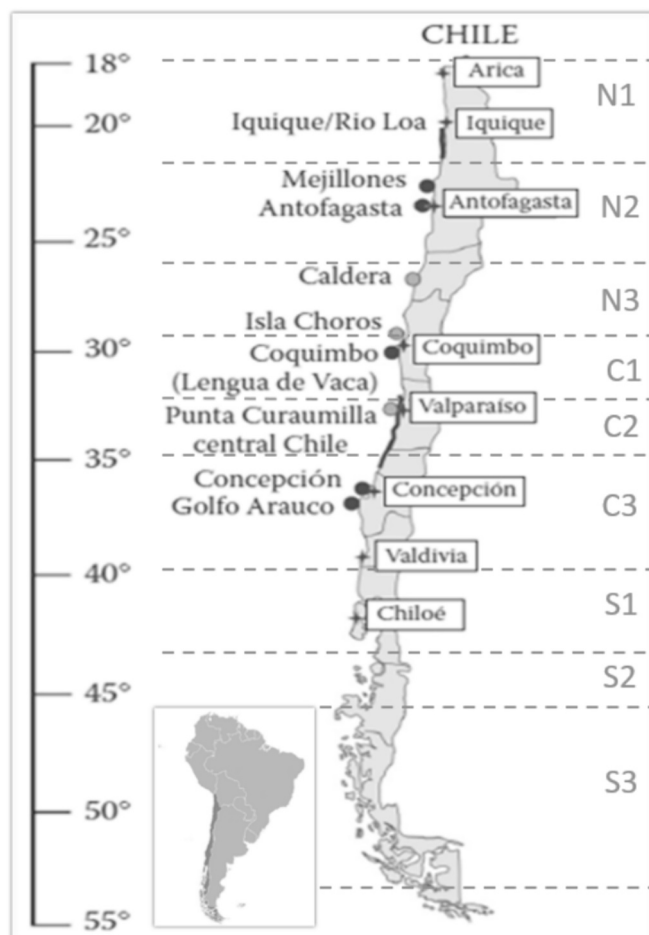 CHILE
18°
Arica
N1
20°
Iquique/Rio Loa
Iquique
Mejillones
Antofagasta
Antofagasta
N2
25°
Caldera
N3
Isla Choros
30°
Coquimbo
Coquimbo
(Lengua de Vaca)
C1
Punta Curaumilla
Valparaíso
central Chile
C2
35°
Concepción
Concepción
Golfo Arauco
C3
Valdivia
40°
Chiloé
S1
S2
45°
S3
50°
55°